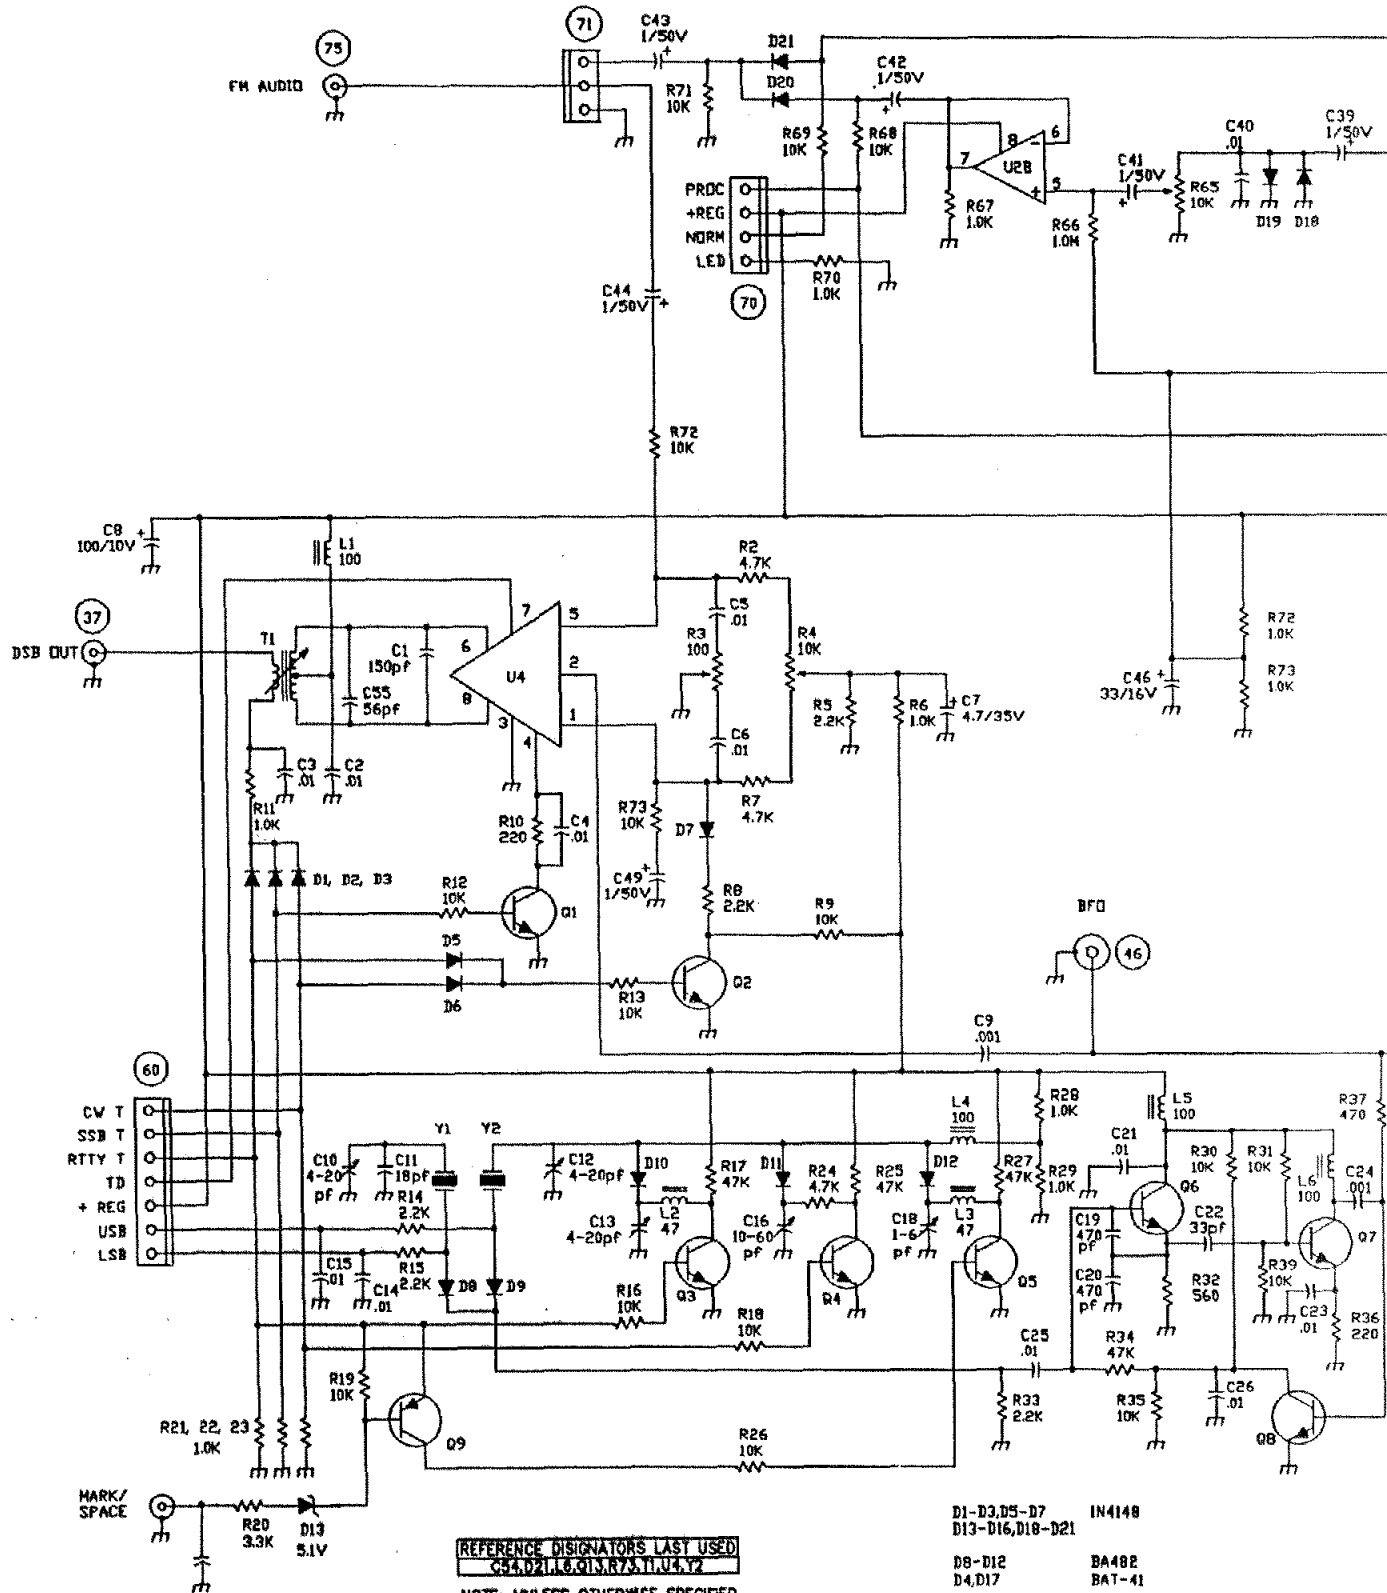 71
C43
1/50V
75
FM AUDIO
D21
D20
R71
10K
C42
1/50V
R69
10K
R68
10K
8
6
7
U2B
5
C41
1/50V
C40
.01
C39
1/50V
R65
10K
D19
D18
PROC
+REG
NORM
LED
70
R67
1.0K
R66
1.0M
R70
1.0K
C44
1/50V
R72
10K
C8
100/10V
L1
100
R2
4.7K
37
DSB OUT
T1
C1
150pf
C55
56pf
7
5
6
U4
2
8
3
1
4
C5
.01
R3
100
R4
10K
C6
.01
R5
2.2K
R6
1.0K
C7
4.7/35V
R72
1.0K
C46
33/16V
R73
1.0K
C3
.01
C2
.01
R11
1.0K
R10
220
C4
.01
R73
10K
D7
R7
4.7K
D1, D2, D3
R12
10K
Q1
C49
1/50V
R8
2.2K
R9
10K
BFO
46
D5
D6
R13
10K
Q2
C9
.001
60
CW T
SSB T
RTTY T
TD
+ REG
USB
LSB
C10
4-20
pf
C11
18pf
Y1
Y2
C12
4-20pf
R14
2.2K
R15
2.2K
C15
.01
C14
.01
D8
D9
D10
R17
47K
L2
47
C13
4-20pf
Q3
R16
10K
D11
R24
4.7K
R25
47K
C16
10-60
pf
Q4
R18
10K
L4
100
D12
R27
47K
L3
47
C18
1-6
pf
Q5
R28
1.0K
R29
1.0K
L5
100
C21
.01
Q6
C19
470
pf
C20
470
pf
R30
10K
R31
10K
C22
33pf
R32
560
R39
10K
L6
100
C24
.001
R37
470
Q7
C23
.01
R36
220
C25
.01
R34
47K
R33
2.2K
R35
10K
C26
.01
Q8
R19
10K
Q9
R21, 22, 23
1.0K
R26
10K
MARK/
SPACE
R20
3.3K
D13
5.1V
REFERENCE DISIGNATORS LAST USED
C54,D21,L6,Q13,R73,T1,U4,Y2
NOTE: UNLESS OTHERWISE SPECIFIED
D1-D3,D5-D7 1N4148
D13-D16,D18-D21
D8-D12 BA482
D4,D17 BAT-41